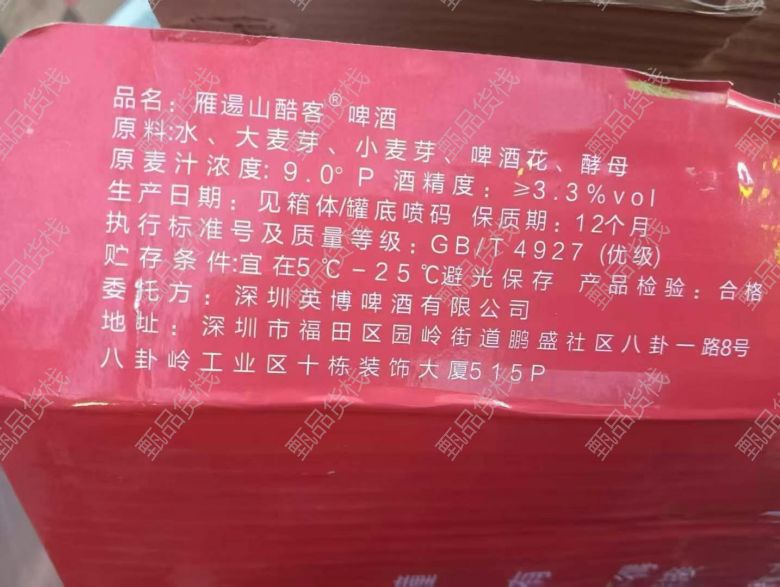 品名：雁逿山酷客®啤酒
原料:水、大麦芽、小麦芽、啤酒花、酵母
原麦汁浓度: 9.0°P 酒精度：≥3.3%vol
生产日期：见箱体/罐底喷码 保质期：12个月
执行标准号及质量等级：GB/T 4927 (优级)
贮存条件:宜在5℃-25℃避光保存 产品检验：合格
委托方：深圳英博啤酒有限公司
地址：深圳市福田区园岭街道鹏盛社区八卦一路8号
八卦岭工业区十栋装饰大厦515P
甄品货栈